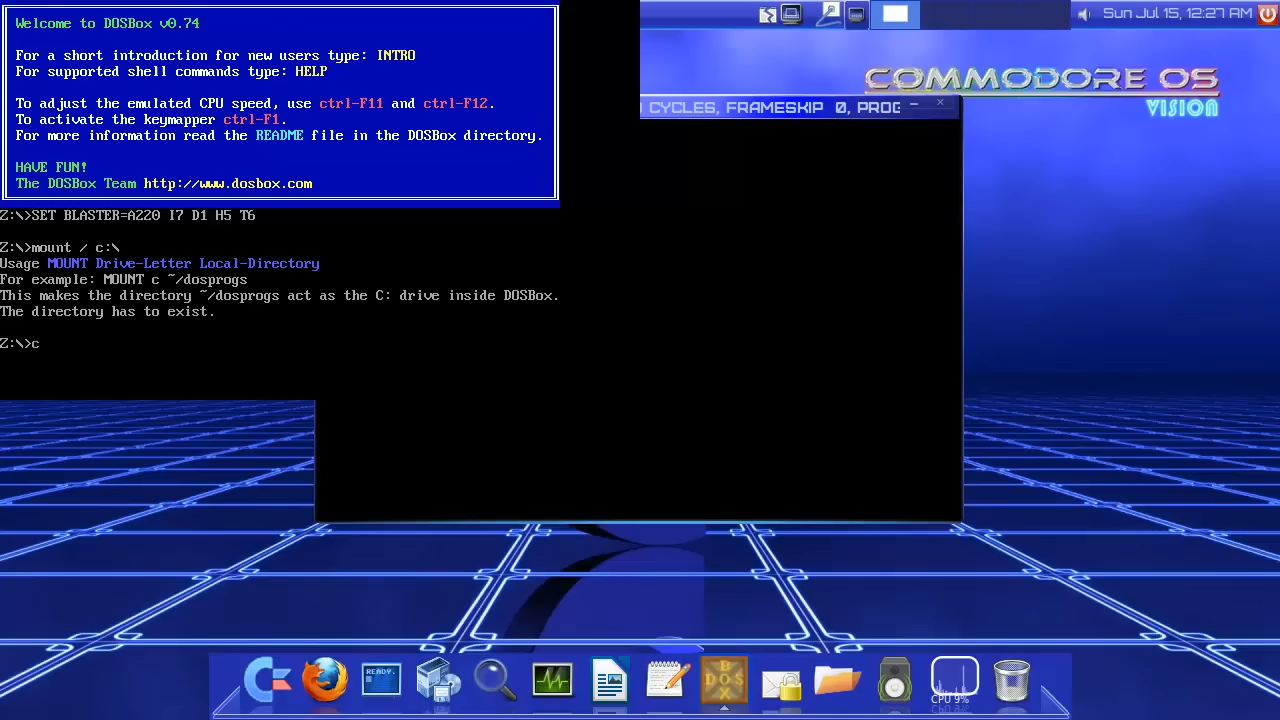 Welcome to DOSBox v0.74
For a short introduction for new users type: INTRO
For supported shell commands type: HELP
To adjust the emulated CPU speed, use ctrl-F11 and ctrl-F12.
To activate the keymapper ctrl-F1.
For more information read the README file in the DOSBox directory.
HAVE FUN!
The DOSBox Team http://www.dosbox.com
Z:\>SET BLASTER=A220 I7 D1 H5 T6
Z:\>mount / c:\
Usage MOUNT Drive-Letter Local-Directory
For example: MOUNT c ~/dosprogs
This makes the directory ~/dosprogs act as the C: drive inside DOSBox.
The directory has to exist.
Z:\>c
Sun Jul 15, 12:27 AM
COMMODORE OS
VISION
CYCLES, FRAMESKIP 0, PROG
READY.
BOX
DOS
CPU 9%